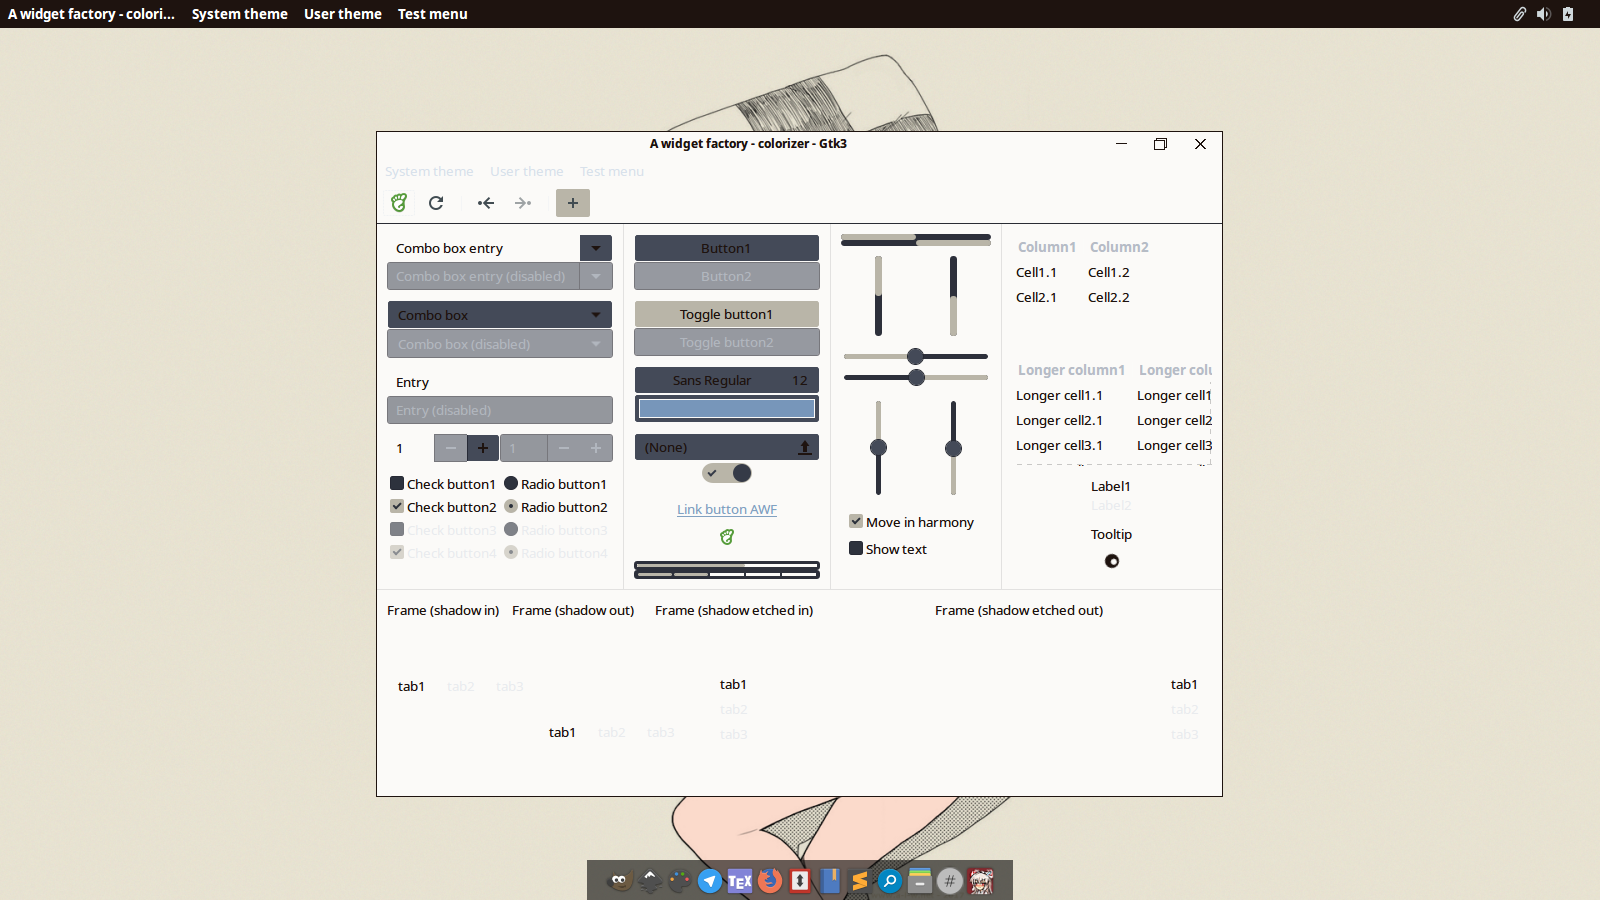 A widget factory - colori... System theme User theme Test menu
A widget factory - colorizer - Gtk3
System theme User theme Test menu
Combo box entry
Combo box entry (disabled)
Combo box
Combo box (disabled)
Entry
Entry (disabled)
1 1
Check button1 Radio button1
Check button2 Radio button2
Check button3 Radio button3
Check button4 Radio button4
Button1
Button2
Toggle button1
Toggle button2
Sans Regular 12
(None)
Link button AWF
Move in harmony
Show text
Column1 Column2
Cell1.1 Cell1.2
Cell2.1 Cell2.2
Longer column1 Longer colu
Longer cell1.1 Longer cell1
Longer cell2.1 Longer cell2
Longer cell3.1 Longer cell3
Label1
Label2
Tooltip
Frame (shadow in) Frame (shadow out) Frame (shadow etched in) Frame (shadow etched out)
tab1 tab2 tab3
tab1 tab2 tab3
tab1
tab2
tab3
tab1
tab2
tab3
TEX
#